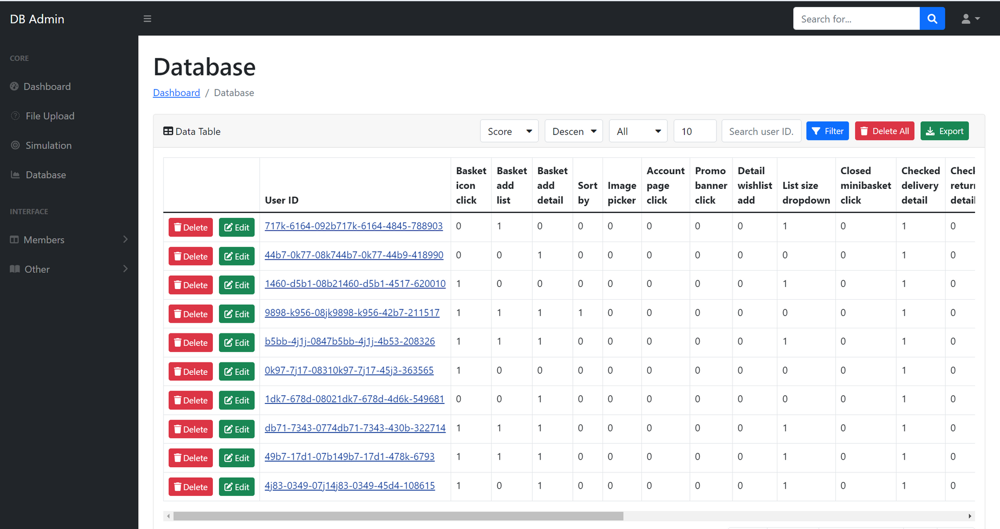 DB Admin
Search for...
CORE
Dashboard
File Upload
Simulation
Database
INTERFACE
Members
Other
Database
Dashboard / Database
Data Table
Score
Descen
All
10
Search user ID.
Filter
Delete All
Export
User ID
Basket icon click
Basket add list
Basket add detail
Sort by
Image picker
Account page click
Promo banner click
Detail wishlist add
List size dropdown
Closed minibasket click
Checked delivery detail
Check return detail
Delete Edit 717k-6164-092b717k-6164-4845-788903 0 1 0 0 0 0 0 0 1 0 1 0
Delete Edit 44b7-0k77-08k744b7-0k77-44b9-418990 0 0 1 0 0 0 0 0 0 0 1 0
Delete Edit 1460-d5b1-08b21460-d5b1-4517-620010 1 0 0 0 0 0 0 0 1 0 1 0
Delete Edit 9898-k956-08jk9898-k956-42b7-211517 1 1 1 1 0 0 0 0 0 0 1 0
Delete Edit b5bb-4j1j-0847b5bb-4j1j-4b53-208326 1 1 1 0 0 0 0 0 1 0 1 0
Delete Edit 0k97-7j17-08310k97-7j17-45j3-363565 1 0 0 0 0 0 0 0 0 0 1 0
Delete Edit 1dk7-678d-08021dk7-678d-4d6k-549681 0 0 1 0 0 0 0 0 0 0 1 0
Delete Edit db71-7343-0774db71-7343-430b-322714 1 1 1 0 0 0 0 0 1 0 1 0
Delete Edit 49b7-17d1-07b149b7-17d1-478k-6793 1 1 1 0 0 0 0 0 1 0 1 0
Delete Edit 4j83-0349-07j14j83-0349-45d4-108615 1 0 1 0 0 0 0 0 1 0 1 0